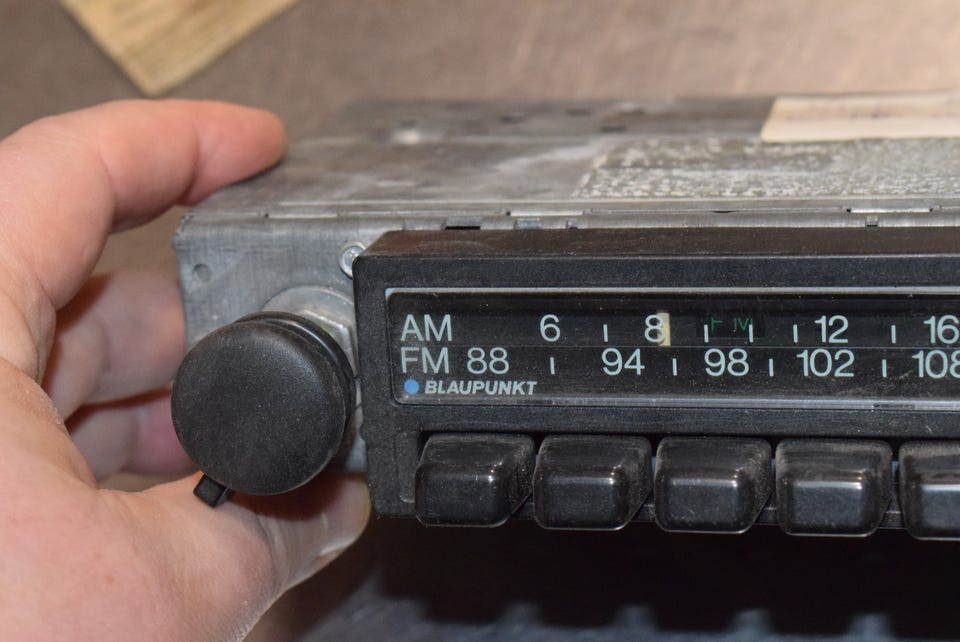 AM 6 8 FM 12 16
FM 88 94 98 102 108
BLAUPUNKT